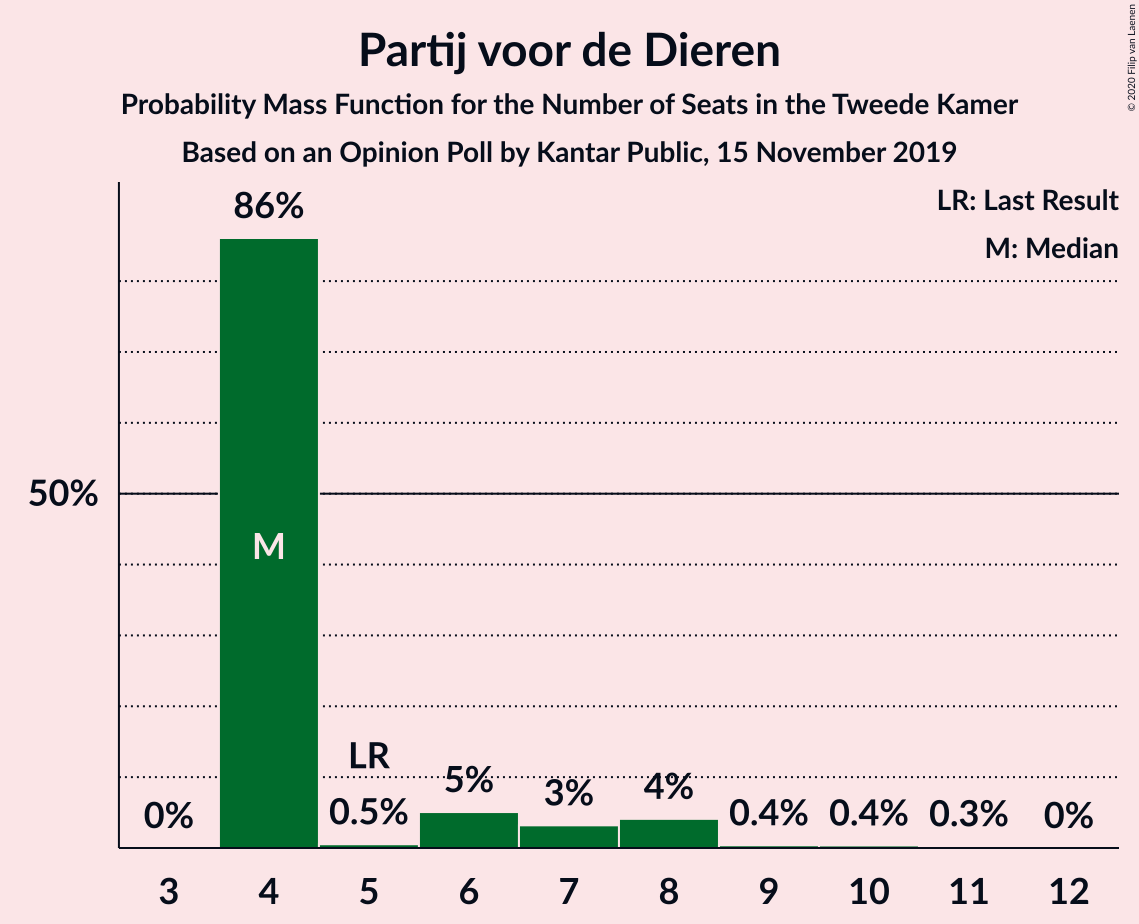 Partij voor de Dieren
Probability Mass Function for the Number of Seats in the Tweede Kamer
Based on an Opinion Poll by Kantar Public, 15 November 2019
© 2020 Filip van Laenen
LR: Last Result
M: Median
86%
50%
M
LR
0% 0.5% 5% 3% 4% 0.4% 0.4% 0.3% 0%
3 4 5 6 7 8 9 10 11 12